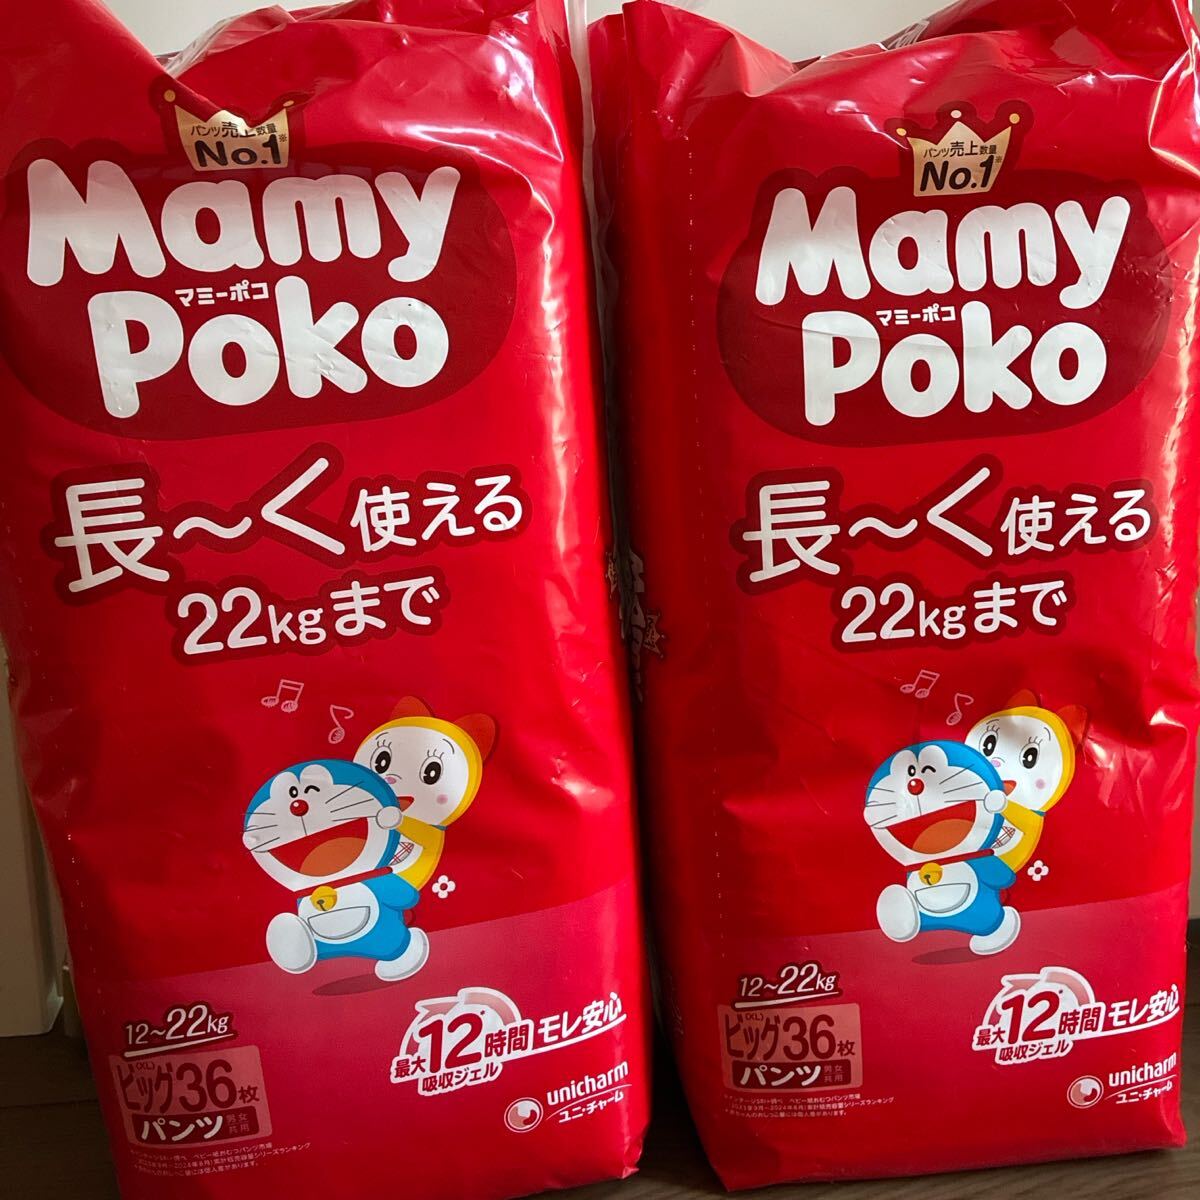 パンツ売上数量
No.1※
Mamy
マミーポコ
Poko
長〜く使える
22kgまで
12〜22kg
(XL)
ビッグ36枚
パンツ 男女共用
最大12時間モレ安心
吸収ジェル
unicharm
ユニ・チャーム
パンツ売上数量
No.1※
Mamy
マミーポコ
Poko
長〜く使える
22kgまで
12〜22kg
(XL)
ビッグ36枚
パンツ 男女共用
最大12時間モレ安心
吸収ジェル
unicharm
ユニ・チャーム